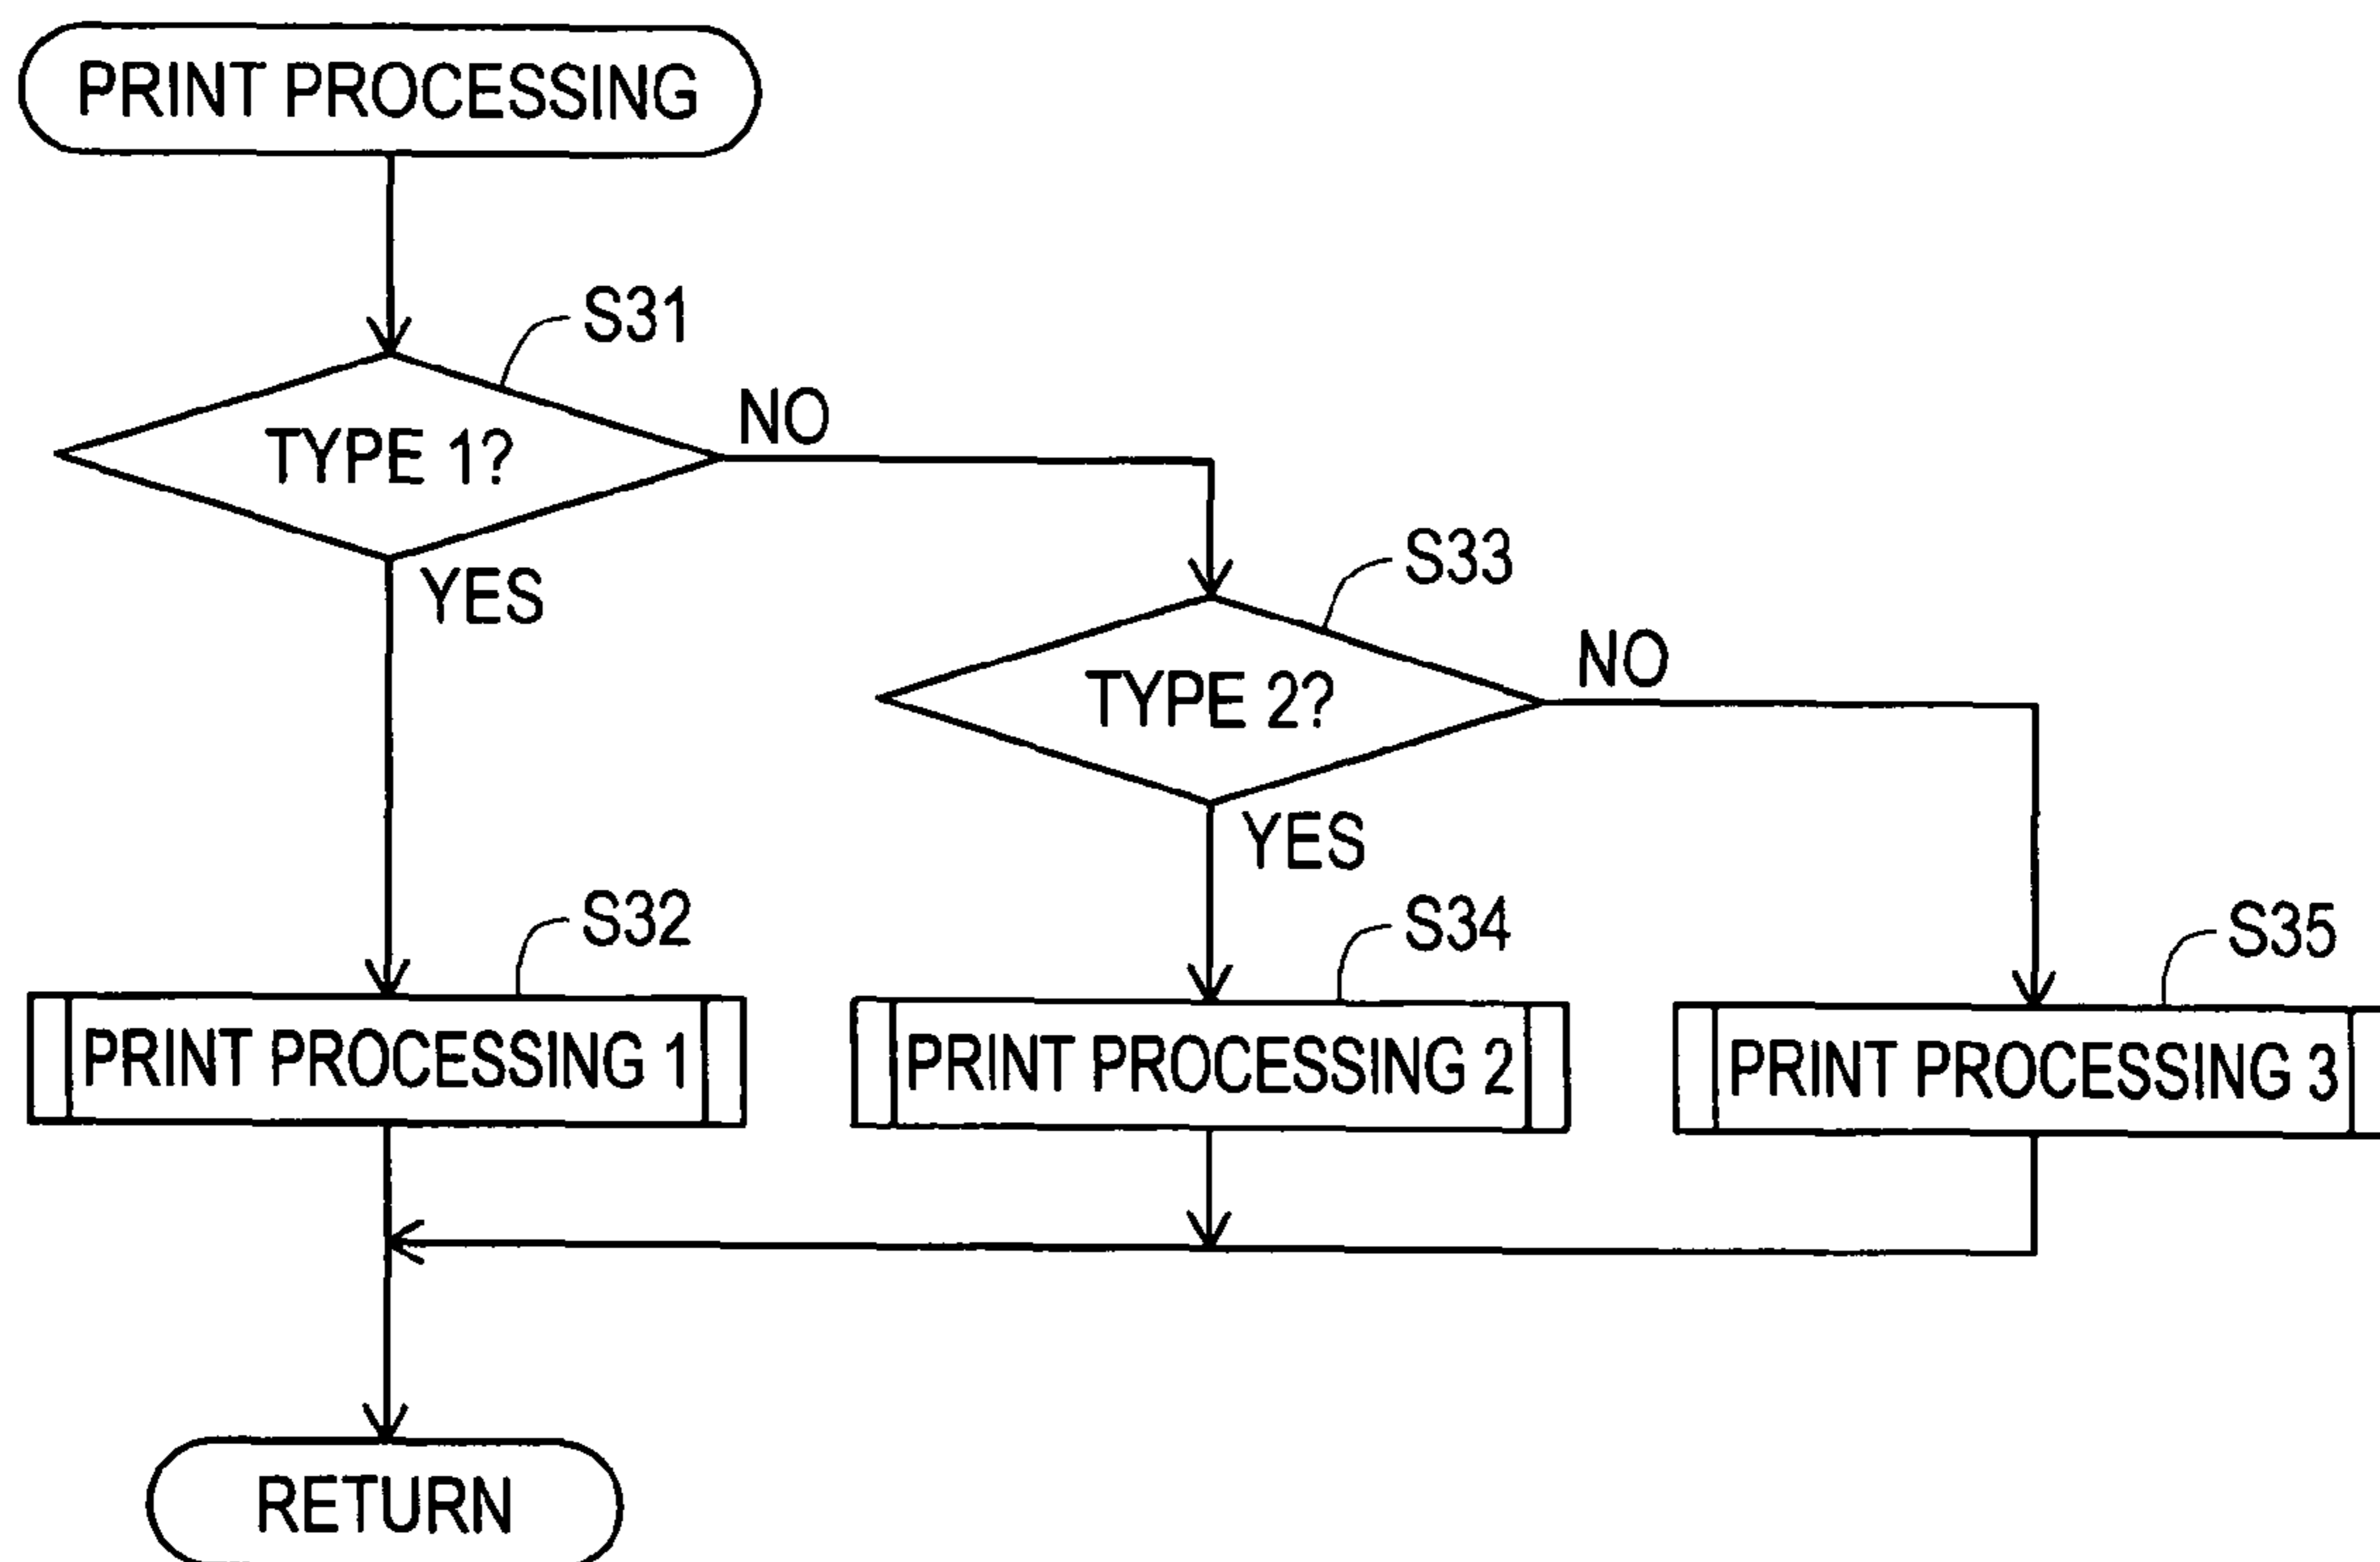 PRINT PROCESSING
S31
TYPE 1?
NO
YES
S33
TYPE 2?
NO
YES
S32
PRINT PROCESSING 1
S34
PRINT PROCESSING 2
S35
PRINT PROCESSING 3
RETURN